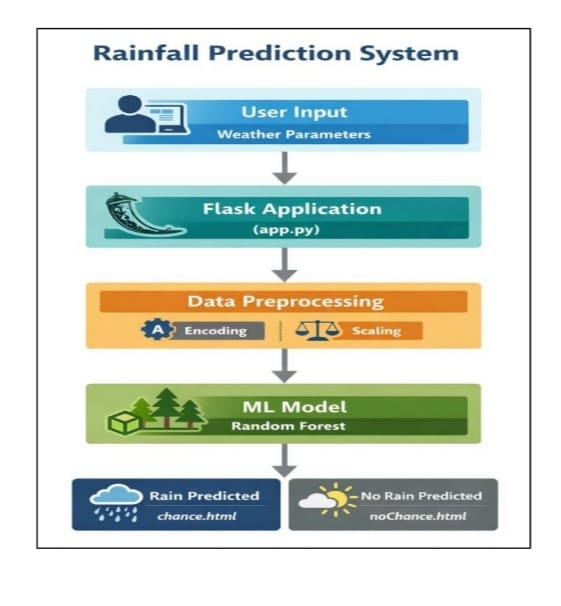 Rainfall Prediction System
User Input
Weather Parameters
Flask Application
(app.py)
Data Preprocessing
A Encoding
Scaling
ML Model
Random Forest
Rain Predicted
chance.html
No Rain Predicted
noChance.html